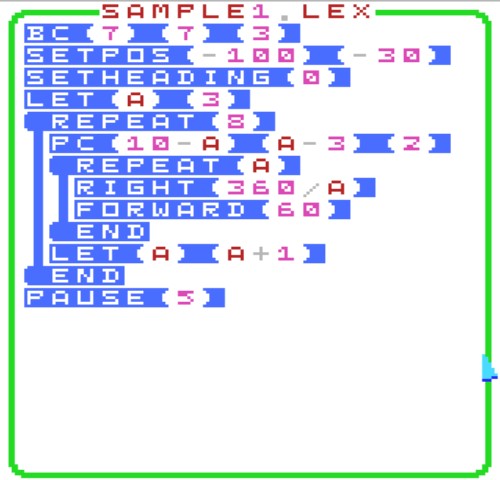 SAMPLE1.LEX
BC(7)(7)(3)
SETPOS(-100)(-30)
SETHEADING(0)
LET(A)(3)
REPEAT(8)
PC(10-A)(A-3)(2)
REPEAT(A)
RIGHT(360/A)
FORWARD(60)
END
LET(A)(A+1)
END
PAUSE(5)